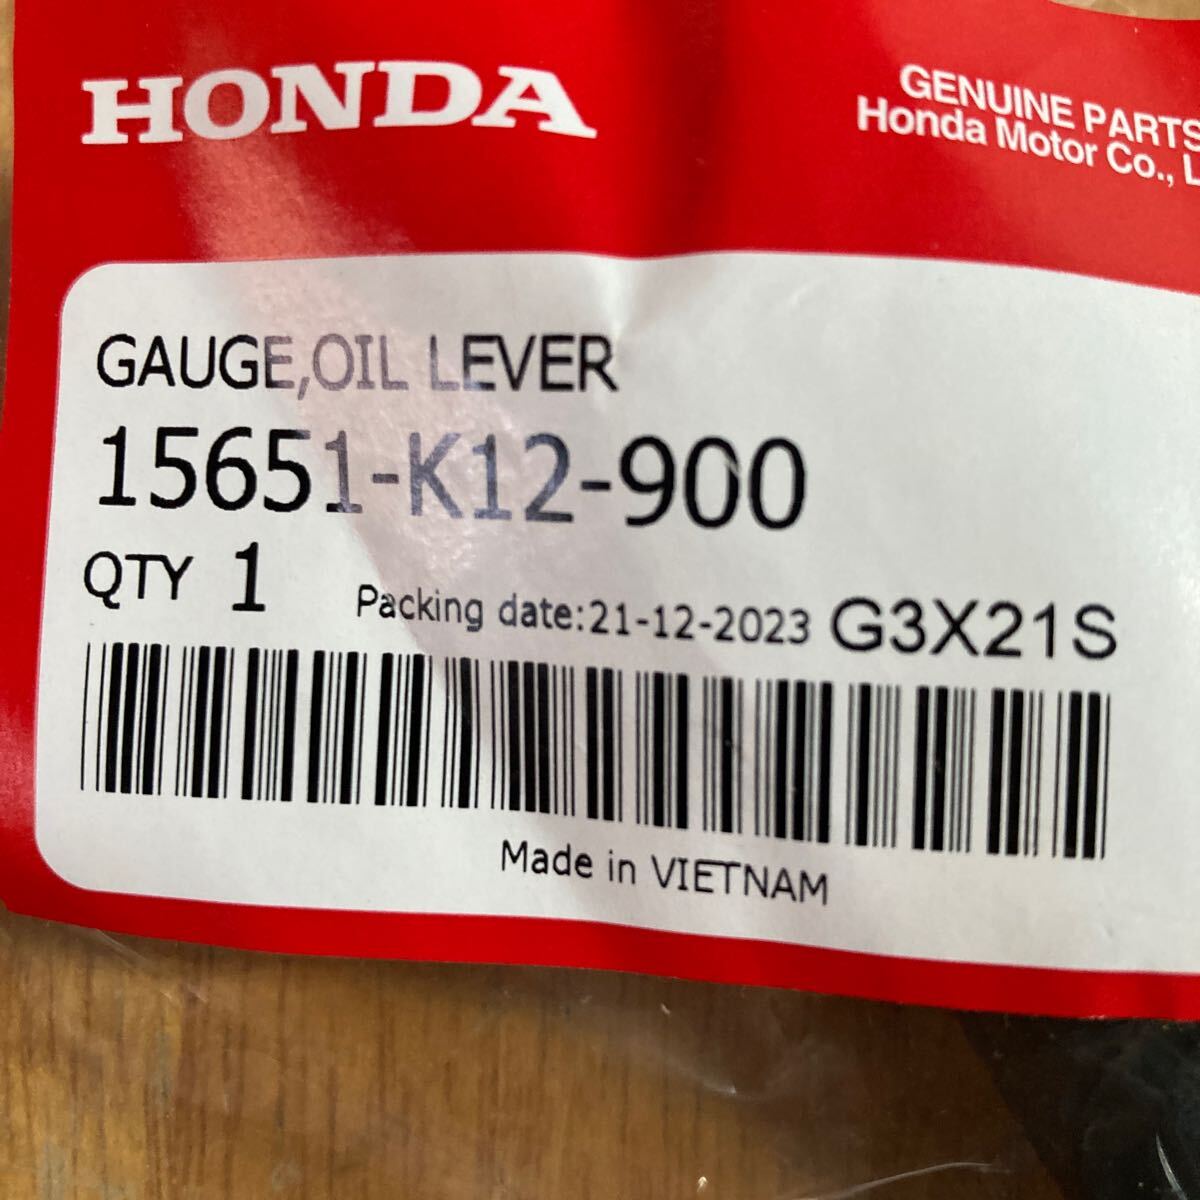 HONDA
GENUINE PARTS
Honda Motor Co.,
GAUGE,OIL LEVER
15651-K12-900
QTY 1
Packing date:21-12-2023 G3X21S
Made in VIETNAM